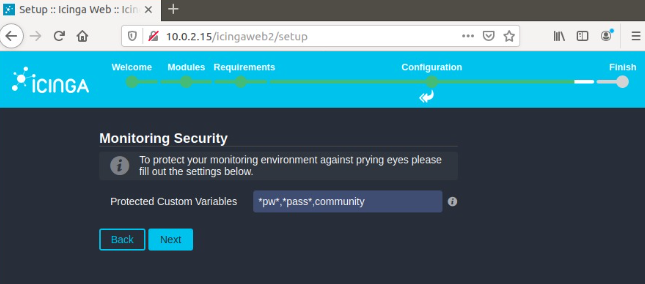 Setup :: Icinga Web :: Icin
10.0.2.15/icingaweb2/setup
ICINGA
Welcome Modules Requirements Configuration Finish
Monitoring Security
To protect your monitoring environment against prying eyes please
fill out the settings below.
Protected Custom Variables *pw*,*pass*,community
Back Next